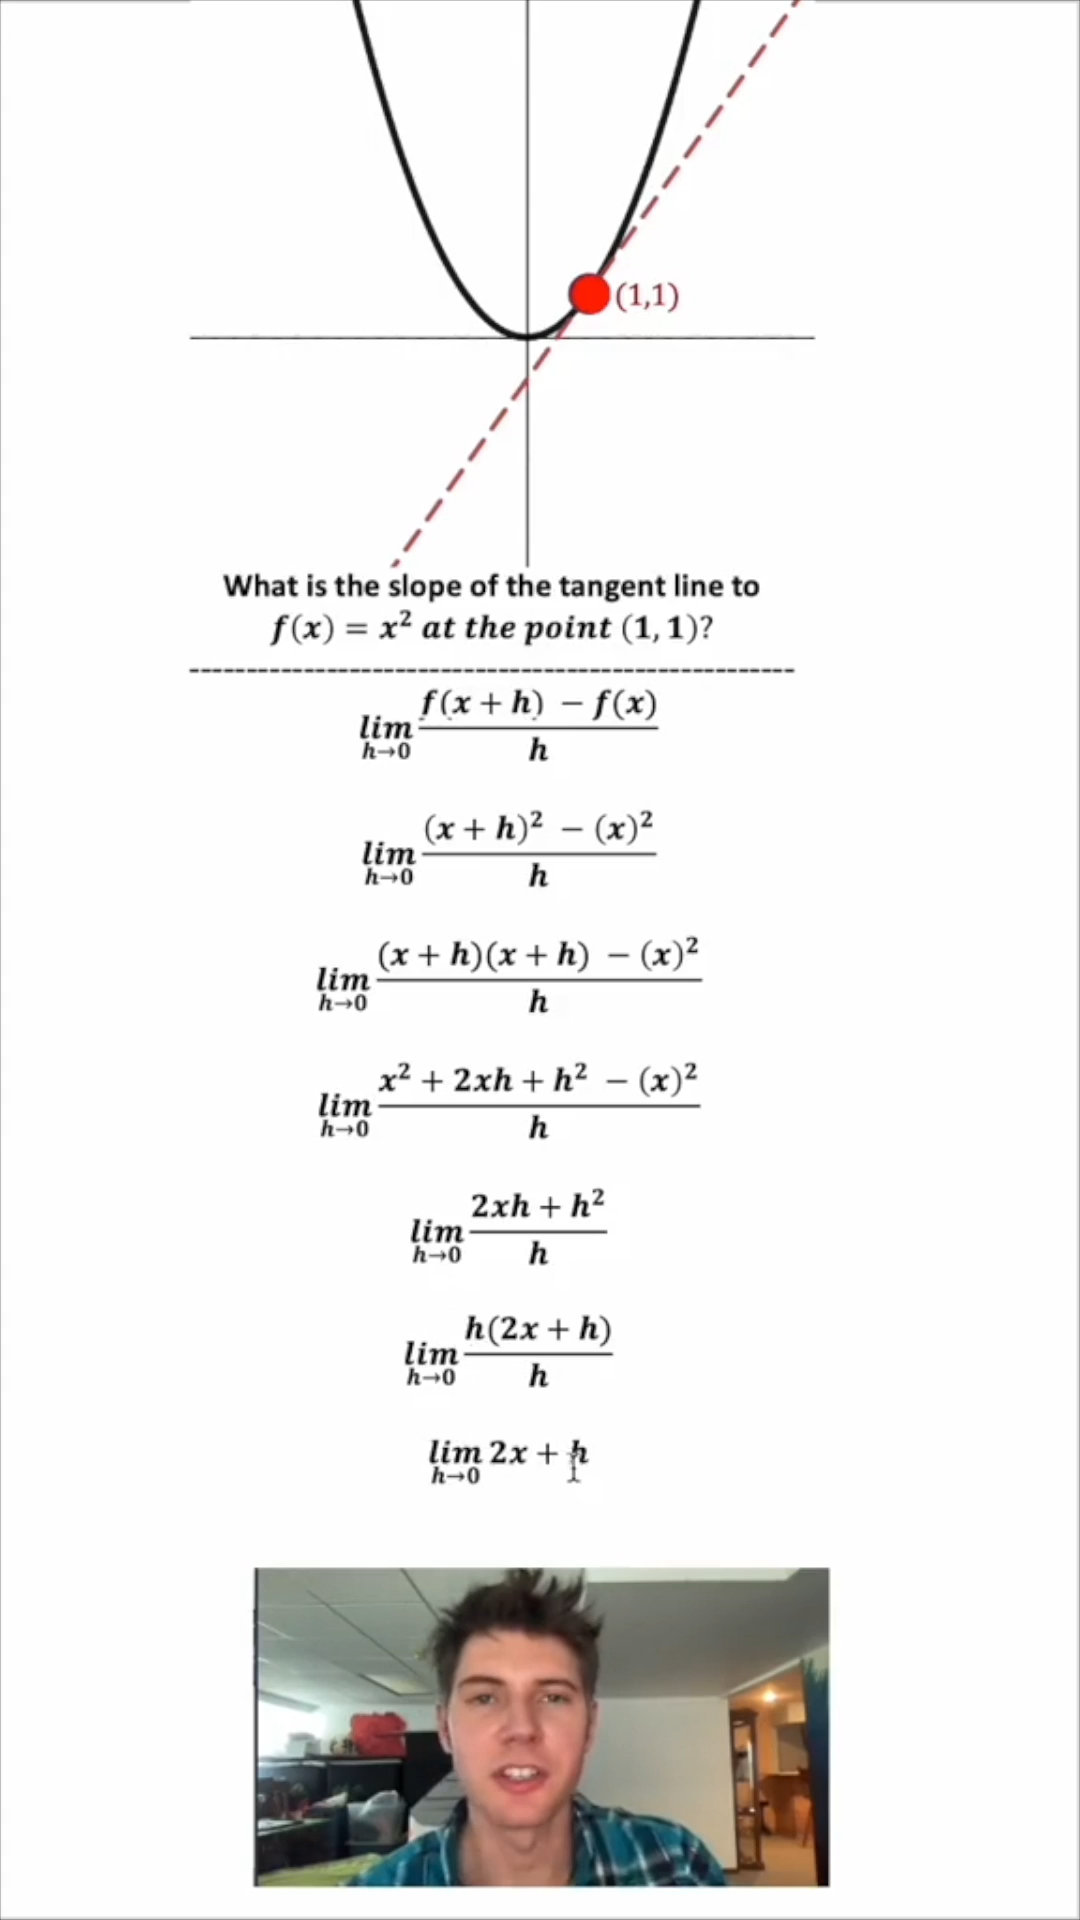 (1,1)
What is the slope of the tangent line to
f(x) = x² at the point (1, 1)?
lim h→0 f(x + h) − f(x) / h
lim h→0 (x + h)² − (x)² / h
lim h→0 (x + h)(x + h) − (x)² / h
lim h→0 x² + 2xh + h² − (x)² / h
lim h→0 2xh + h² / h
lim h→0 h(2x + h) / h
lim h→0 2x + h